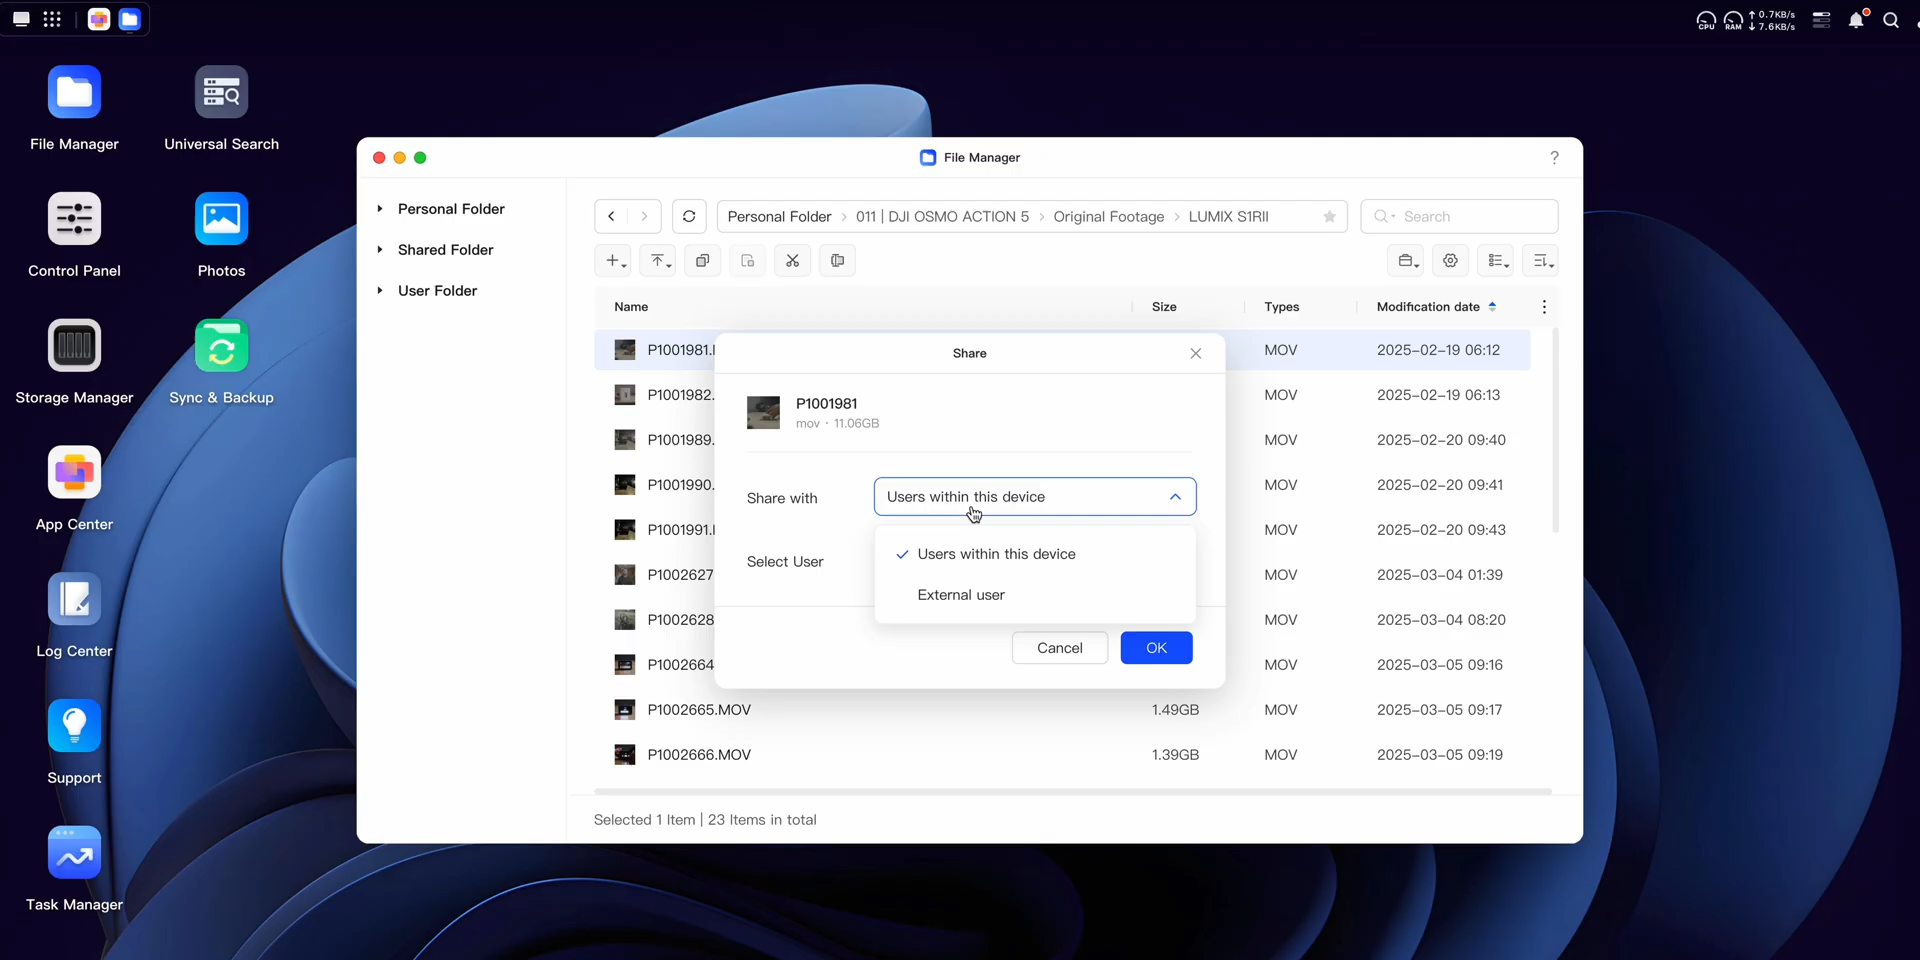 CPU
RAM
0.7KB/s
7.6KB/s
File Manager
Universal Search
Control Panel
Photos
Storage Manager
Sync & Backup
App Center
Log Center
Support
Task Manager
File Manager
?
Personal Folder
Shared Folder
User Folder
Personal Folder > 011 | DJI OSMO ACTION 5 > Original Footage > LUMIX S1RII
Search
Name Size Types Modification date
P1001981. MOV 2025-02-19 06:12
P1001982. MOV 2025-02-19 06:13
P1001989. MOV 2025-02-20 09:40
P1001990. MOV 2025-02-20 09:41
P1001991. MOV 2025-02-20 09:43
P1002627 MOV 2025-03-04 01:39
P1002628 MOV 2025-03-04 08:20
P1002664 MOV 2025-03-05 09:16
P1002665.MOV 1.49GB MOV 2025-03-05 09:17
P1002666.MOV 1.39GB MOV 2025-03-05 09:19
Selected 1 Item | 23 Items in total
Share
P1001981
mov · 11.06GB
Share with Users within this device
Users within this device
External user
Select User
Cancel OK